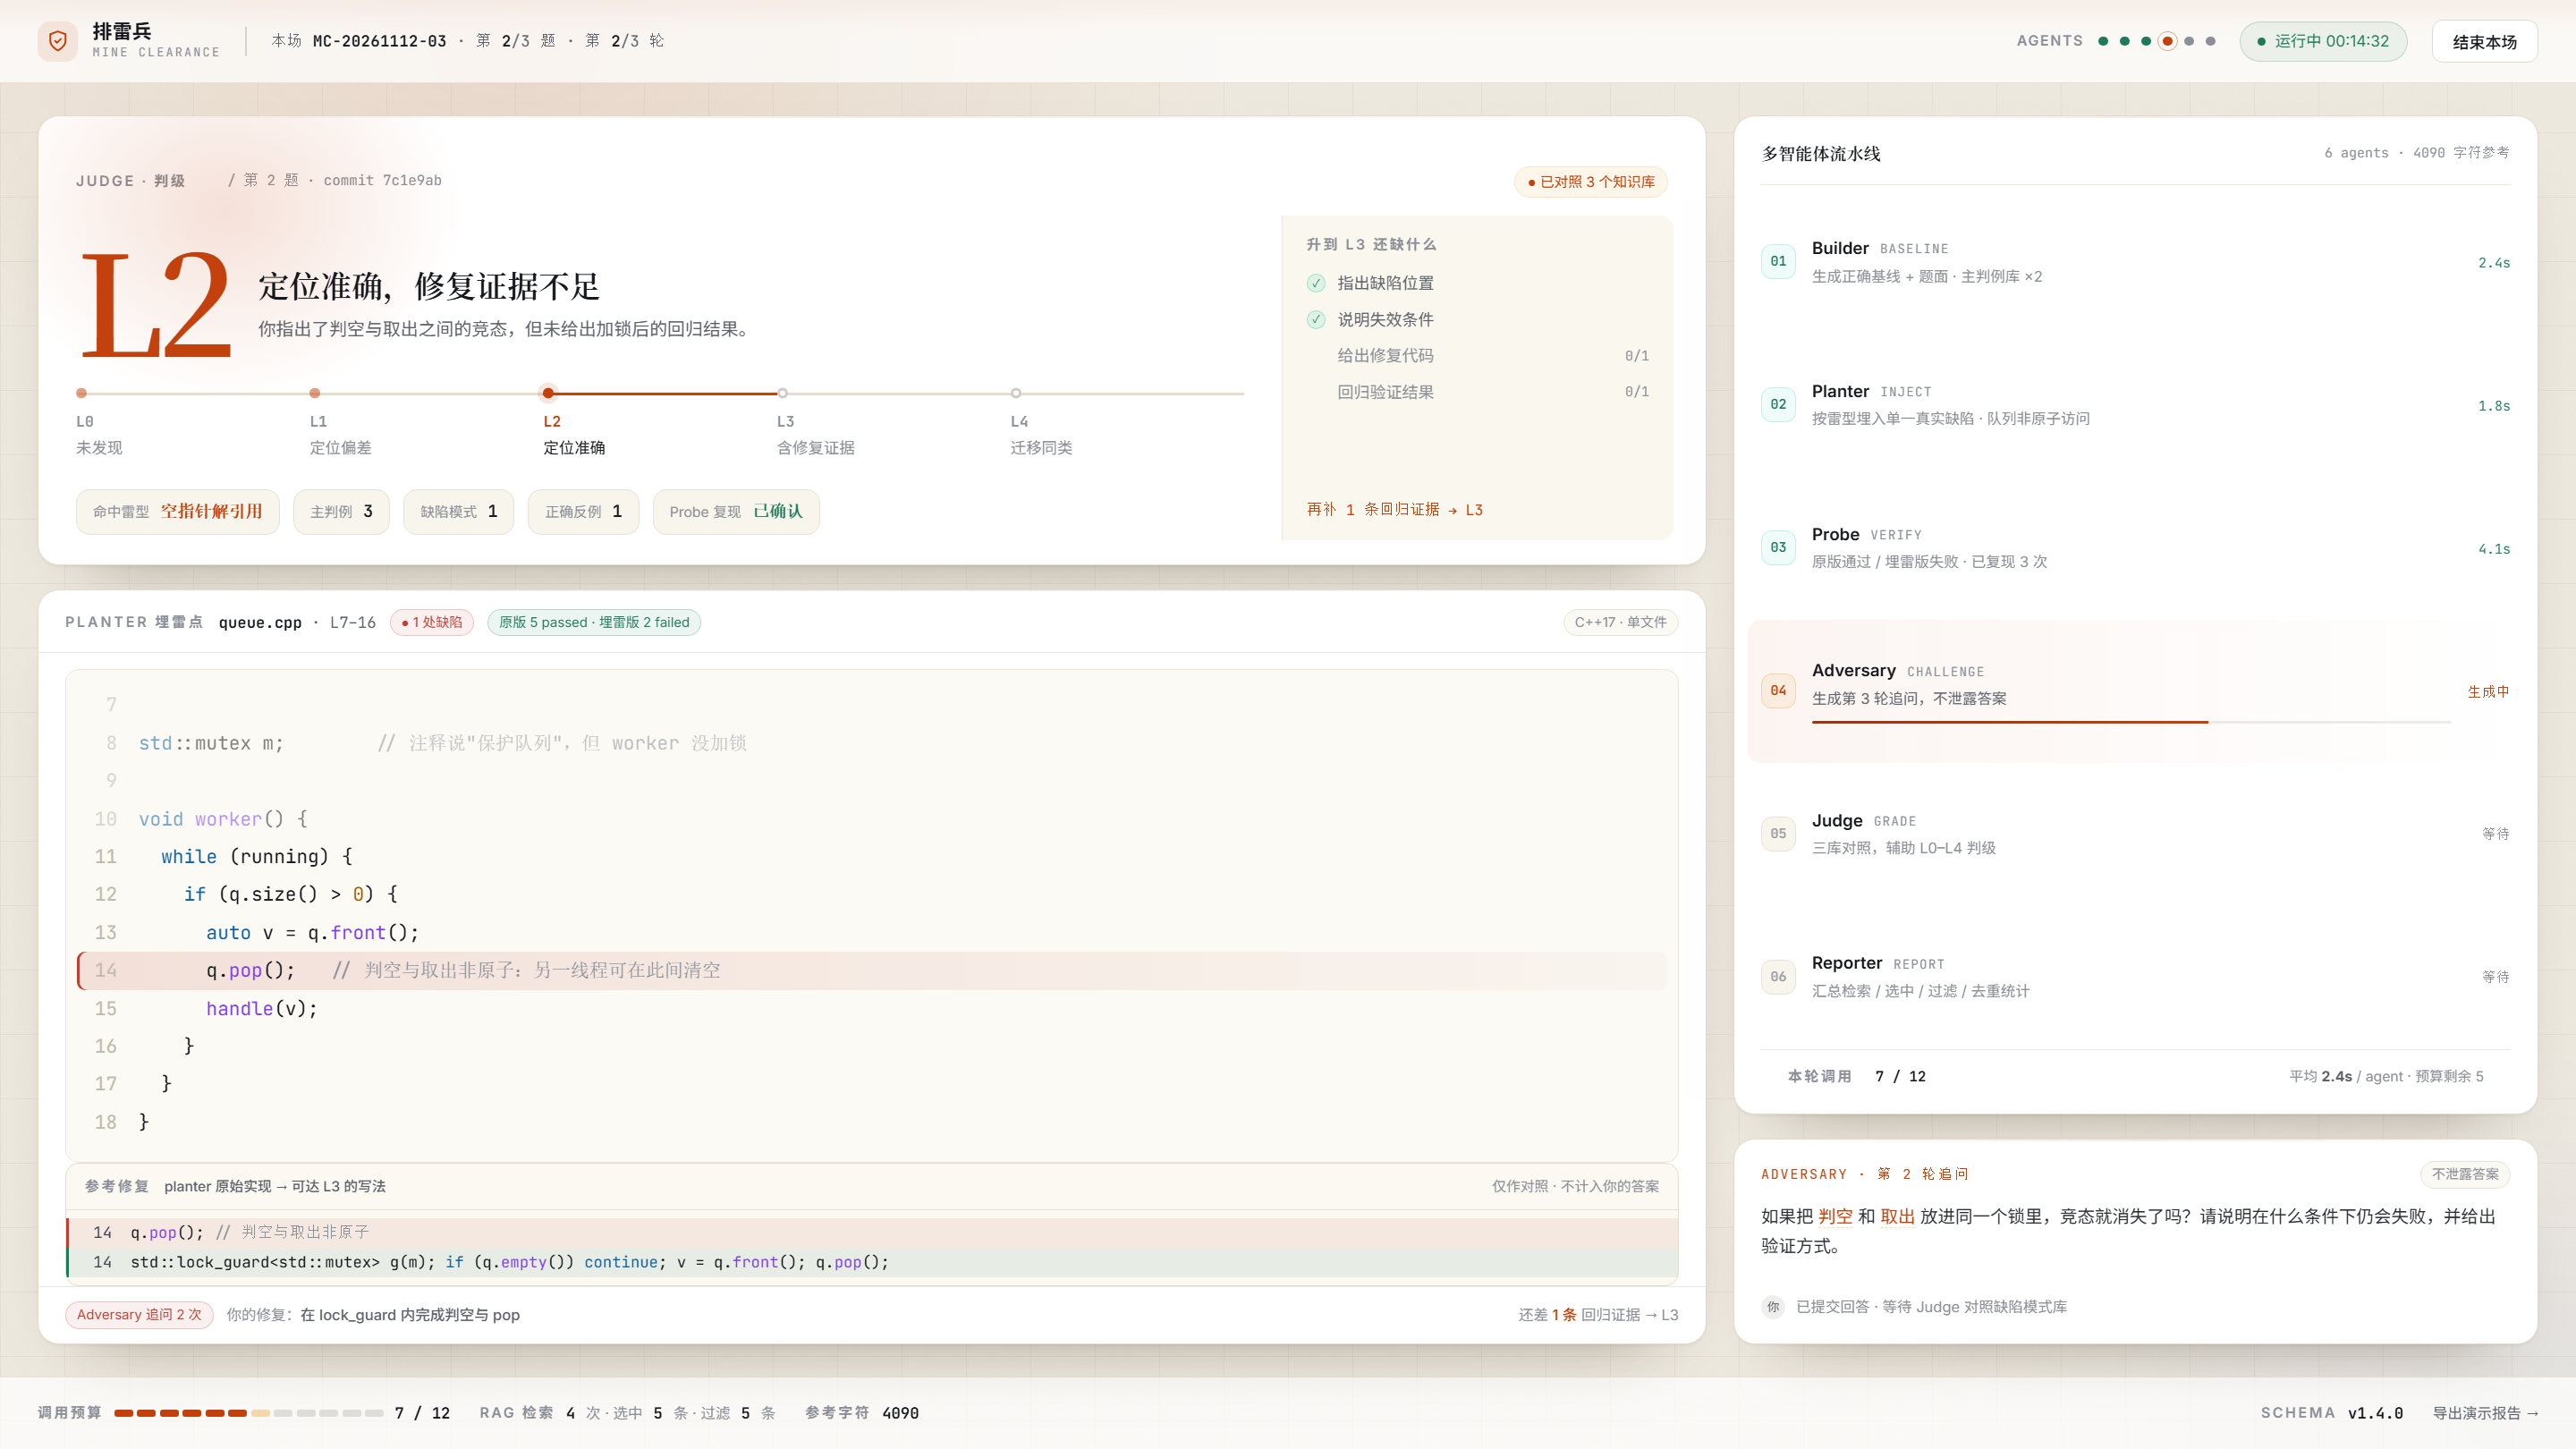 排雷兵
MINE CLEARANCE
本场 MC-20261112-03 · 第 2/3 题 · 第 2/3 轮
AGENTS
运行中 00:14:32
结束本场
JUDGE · 判级 / 第 2 题 · commit 7c1e9ab
已对照 3 个知识库
L2
定位准确，修复证据不足
你指出了判空与取出之间的竞态，但未给出加锁后的回归结果。
L0 L1 L2 L3 L4
未发现 定位偏差 定位准确 含修复证据 迁移同类
命中雷型 空指针解引用 主判例 3 缺陷模式 1 正确反例 1 Probe 复现 已确认
升到 L3 还缺什么
✓ 指出缺陷位置
✓ 说明失效条件
给出修复代码 0/1
回归验证结果 0/1
再补 1 条回归证据 → L3
PLANTER 埋雷点 queue.cpp · L7–16 1 处缺陷 原版 5 passed · 埋雷版 2 failed C++17 · 单文件
7
8 std::mutex m; // 注释说"保护队列"，但 worker 没加锁
9
10 void worker() {
11 while (running) {
12 if (q.size() > 0) {
13 auto v = q.front();
14 q.pop(); // 判空与取出非原子：另一线程可在此间清空
15 handle(v);
16 }
17 }
18 }
参考修复 planter 原始实现 → 可达 L3 的写法 仅作对照 · 不计入你的答案
14 q.pop(); // 判空与取出非原子
14 std::lock_guard<std::mutex> g(m); if (q.empty()) continue; v = q.front(); q.pop();
Adversary 追问 2 次 你的修复：在 lock_guard 内完成判空与 pop 还差 1 条 回归证据 → L3
多智能体流水线 6 agents · 4090 字符参考
01 Builder BASELINE 2.4s
生成正确基线 + 题面 · 主判例库 ×2
02 Planter INJECT 1.8s
按雷型埋入单一真实缺陷 · 队列非原子访问
03 Probe VERIFY 4.1s
原版通过 / 埋雷版失败 · 已复现 3 次
04 Adversary CHALLENGE 生成中
生成第 3 轮追问，不泄露答案
05 Judge GRADE 等待
三库对照，辅助 L0–L4 判级
06 Reporter REPORT 等待
汇总检索 / 选中 / 过滤 / 去重统计
本轮调用 7 / 12 平均 2.4s / agent · 预算剩余 5
ADVERSARY · 第 2 轮追问 不泄露答案
如果把 判空 和 取出 放进同一个锁里，竞态就消失了吗？请说明在什么条件下仍会失败，并给出
验证方式。
你 已提交回答 · 等待 Judge 对照缺陷模式库
调用预算 7 / 12 RAG 检索 4 次 · 选中 5 条 · 过滤 5 条 参考字符 4090
SCHEMA v1.4.0 导出演示报告 →